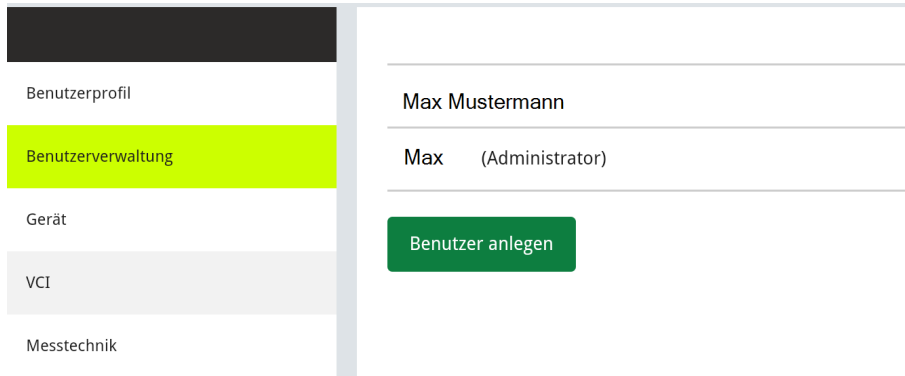 Benutzerprofil
Benutzerverwaltung
Gerät
VCI
Messtechnik
Max Mustermann
Max (Administrator)
Benutzer anlegen